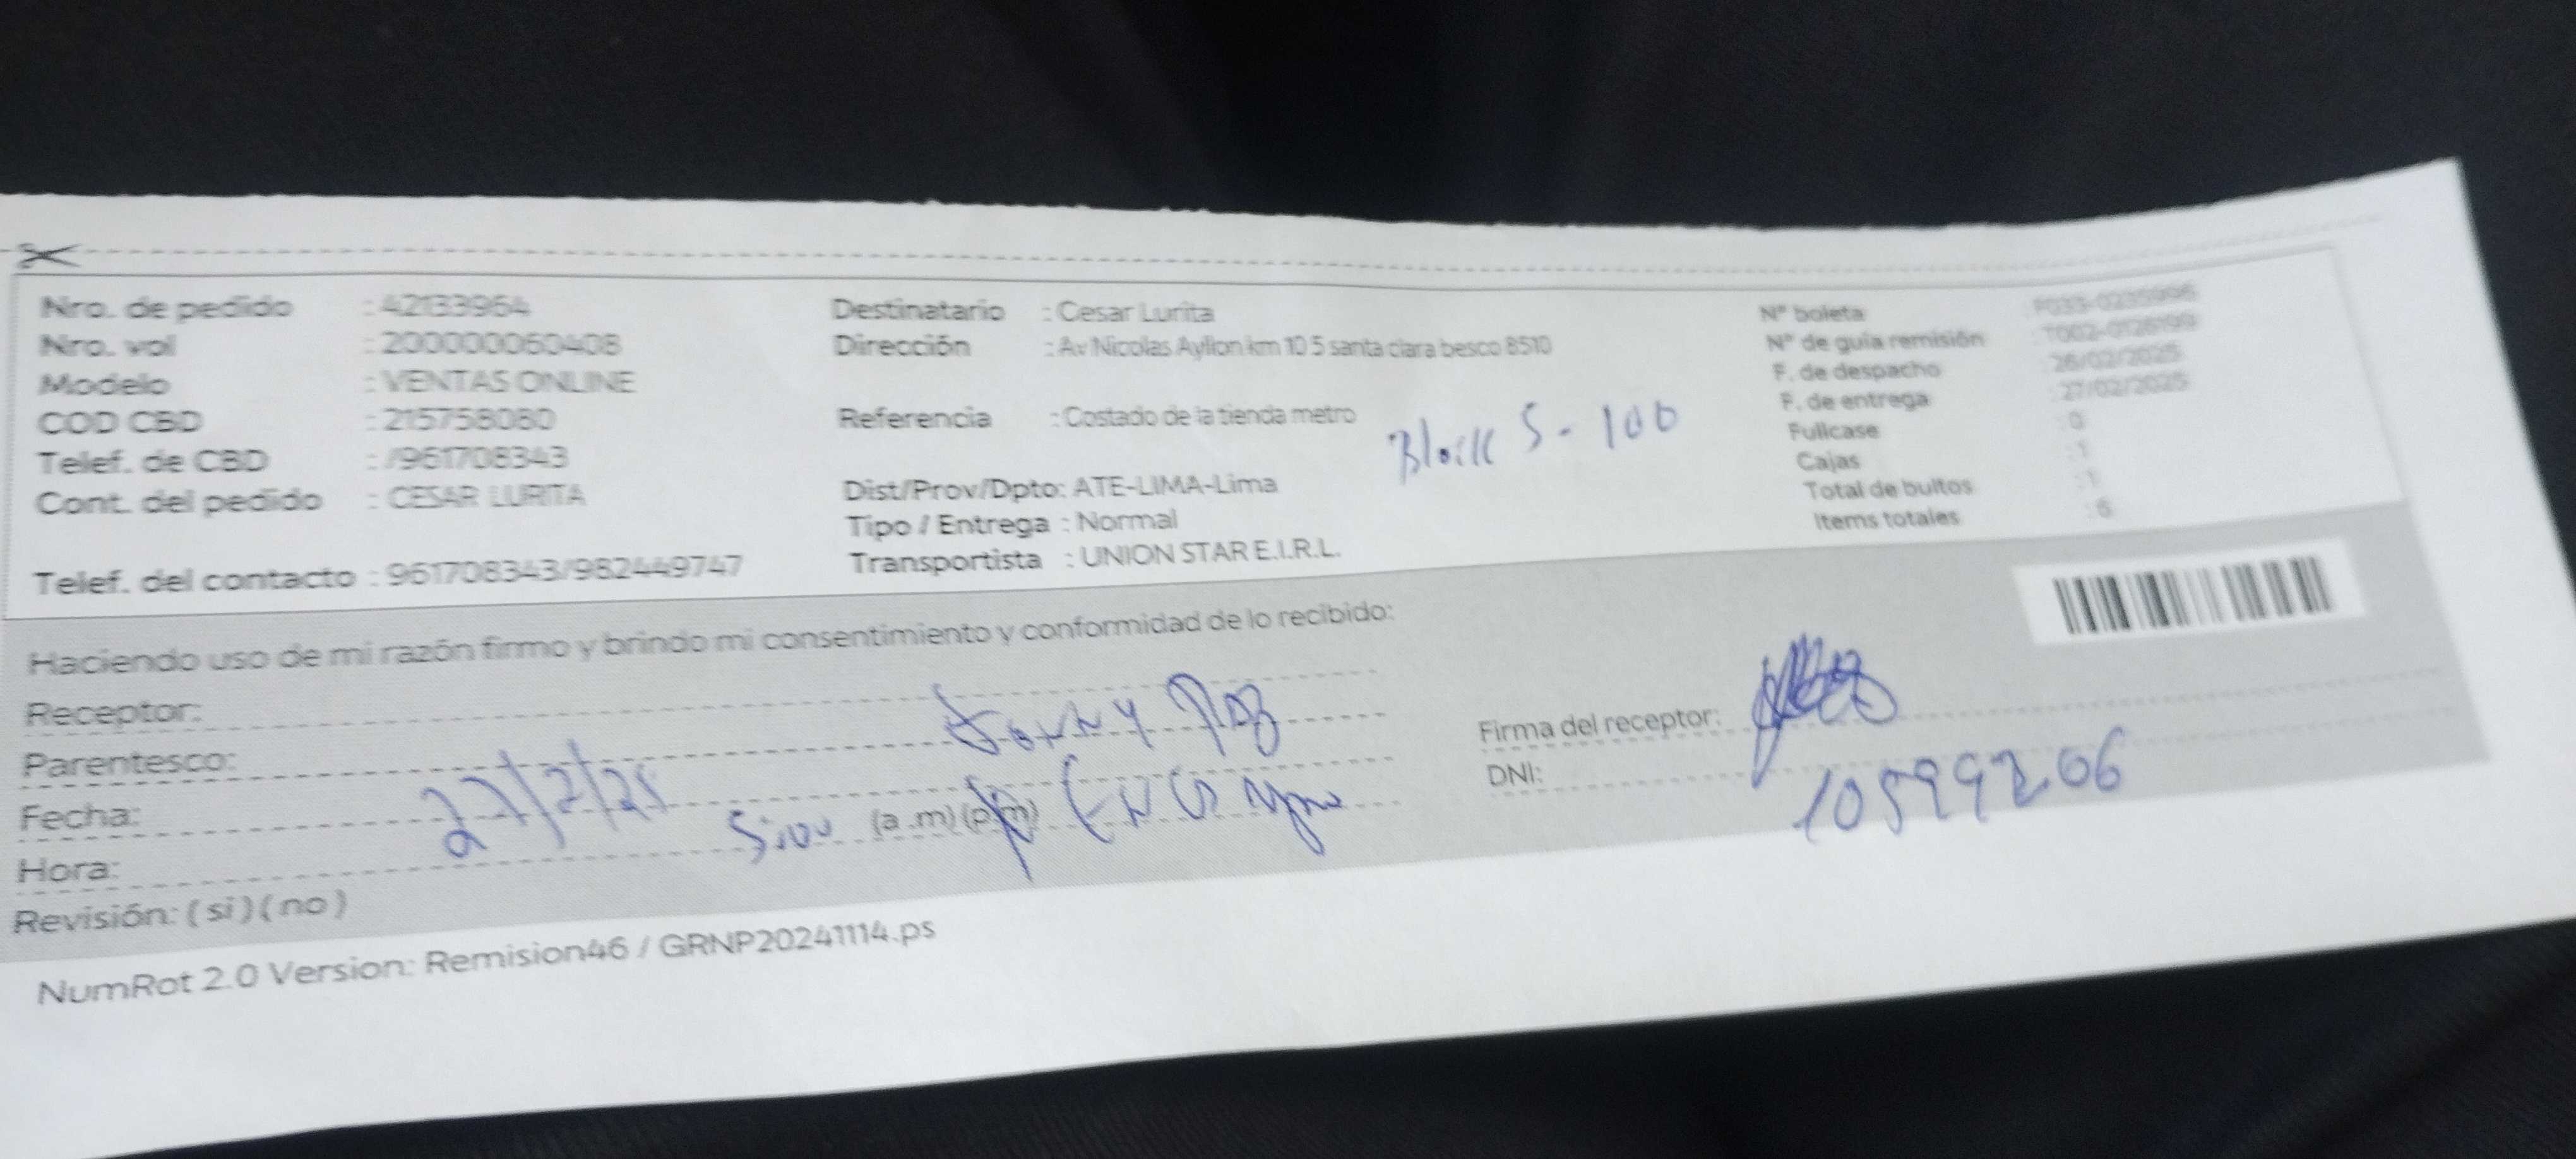 Nro. de pedido : 42133964
Nro. vol : 200000060408
Modelo : VENTAS ONLINE
COD CBD : 215758080
Telef. de CBD : /961708343
Cont. del pedido : CESAR LURITA
Telef. del contacto : 961708343/982449747
Destinatario : Cesar Lurita
Dirección : Av Nicolas Ayllon km 10 5 santa clara besco 8510
Referencia : Costado de la tienda metro
Block S - 100
Dist/Prov/Dpto: ATE-LIMA-Lima
Tipo / Entrega : Normal
Transportista : UNION STAR E.I.R.L.
N° boleta
N° de guía remisión
F. de despacho : 26/02/2025
F. de entrega : 27/02/2025
Fullcase : 0
Cajas : 1
Total de bultos : 1
Items totales : 6
Haciendo uso de mi razón firmo y brindo mi consentimiento y conformidad de lo recibido:
Receptor:
Parentesco:
Fecha: 27/2/25
Hora: (a .m) (p.m)
Revisión: ( si ) ( no )
Firma del receptor:
DNI: 10599206
NumRot 2.0 Version: Remision46 / GRNP20241114.ps